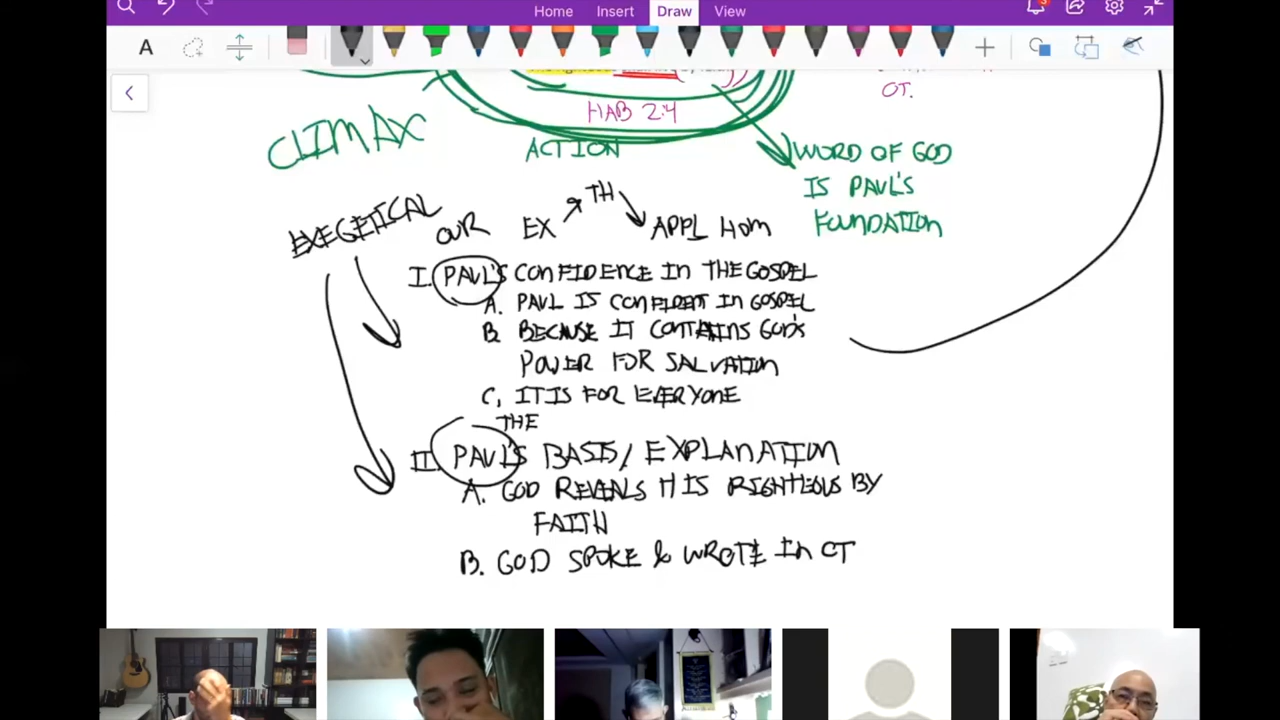 Home Insert Draw View
A
OT.
HAB 2:4
CLIMAX
ACTION
WORD OF GOD
IS PAUL'S
FOUNDATION
EXEGETICAL
OUR EX TH APPL HOM
I. PAUL'S CONFIDENCE IN THE GOSPEL
A. PAUL IS CONFIDENT IN GOSPEL
B. BECAUSE IT CONTAINS GOD'S
POWER FOR SALVATION
C, IT IS FOR EVERYONE
THE
II PAUL'S BASIS/EXPLANATION
A. GOD REVEALS HIS RIGHTEOUS BY
FAITH
B. GOD SPOKE & WROTE IN OT